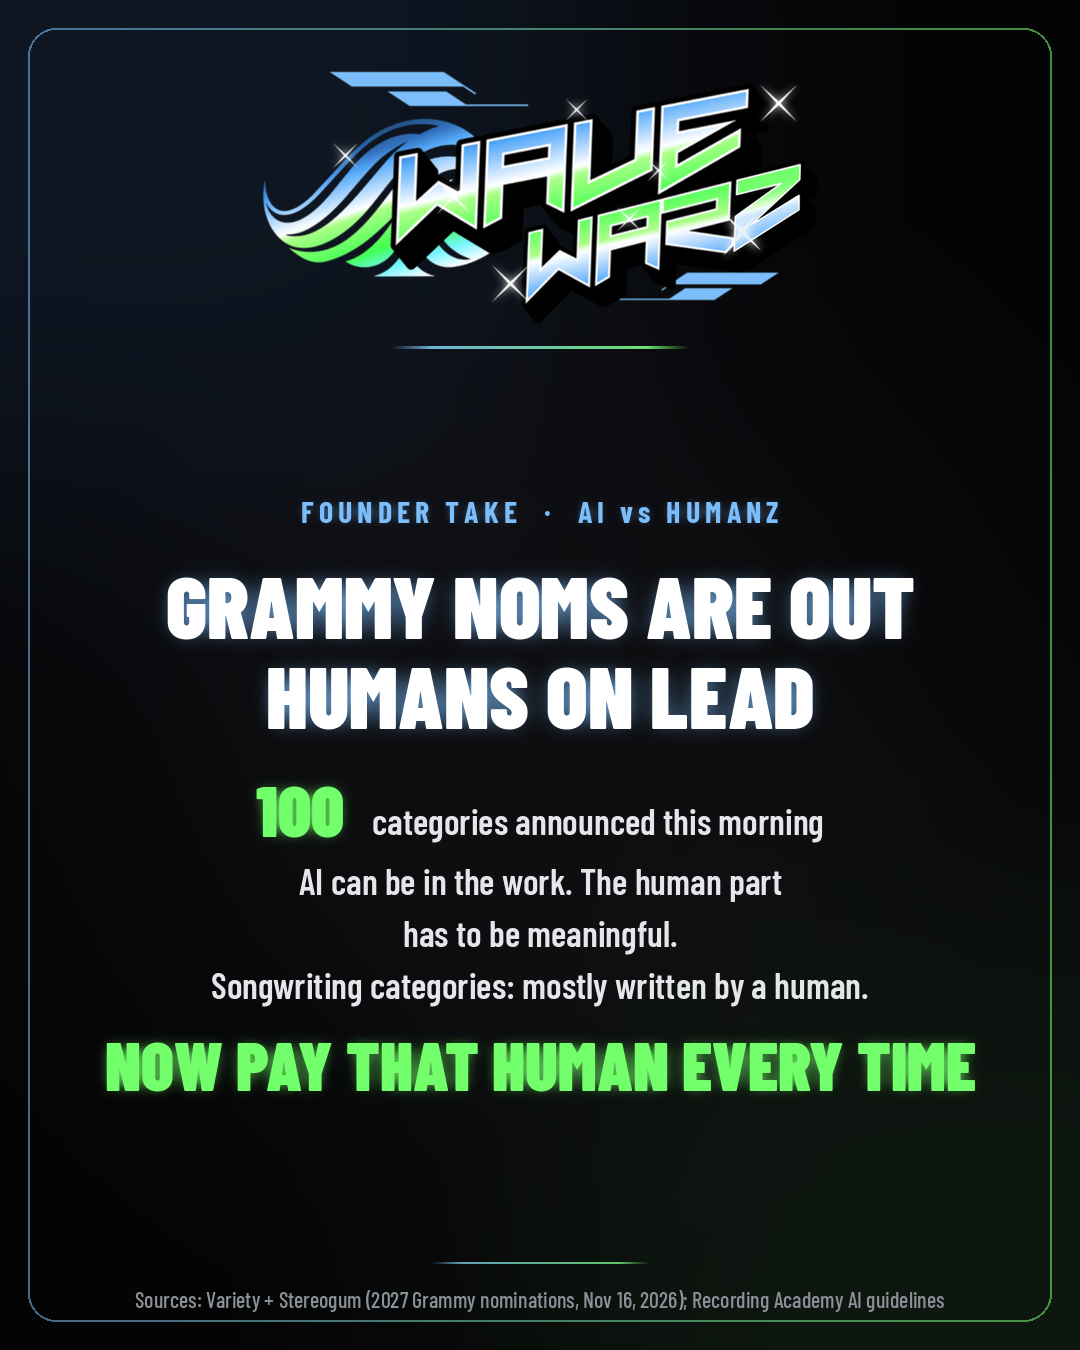 WAVE
WARZ
FOUNDER TAKE · AI vs HUMANZ
GRAMMY NOMS ARE OUT
HUMANS ON LEAD
100 categories announced this morning
AI can be in the work. The human part
has to be meaningful.
Songwriting categories: mostly written by a human.
NOW PAY THAT HUMAN EVERY TIME
Sources: Variety + Stereogum (2027 Grammy nominations, Nov 16, 2026); Recording Academy AI guidelines